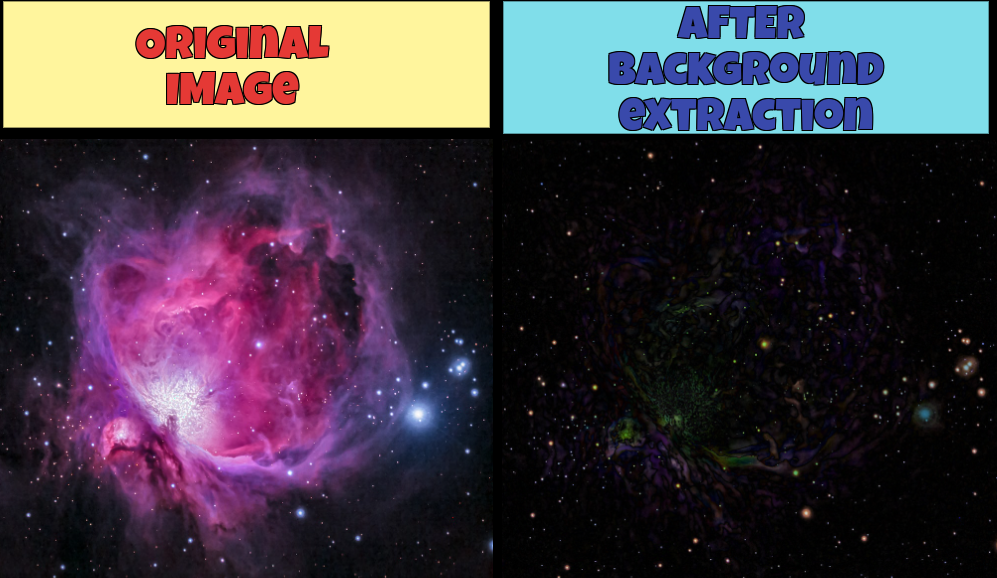 ORIGINAL
IMAGE
AFTER
BACKGROUND
EXTRACTION